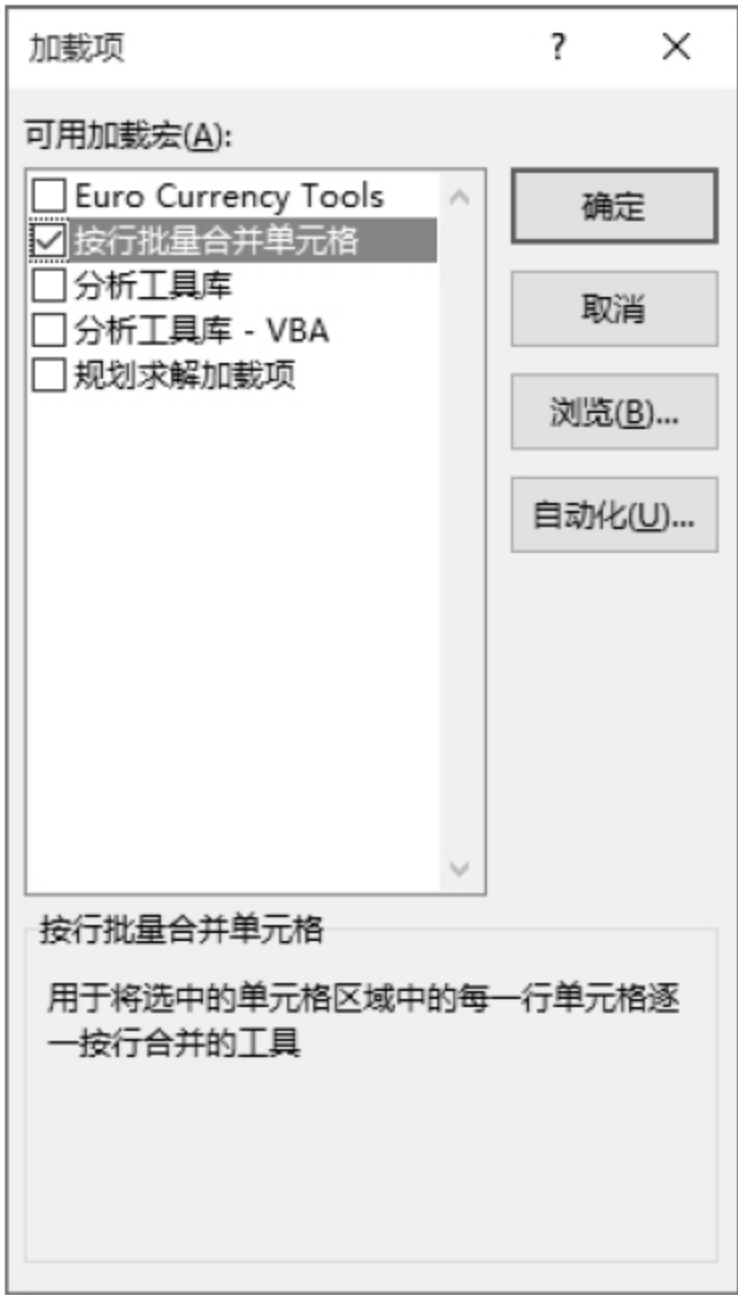 加载项
?
可用加载宏(A):
Euro Currency Tools
按行批量合并单元格
分析工具库
分析工具库 - VBA
规划求解加载项
确定
取消
浏览(B)...
自动化(U)...
按行批量合并单元格
用于将选中的单元格区域中的每一行单元格逐
一按行合并的工具